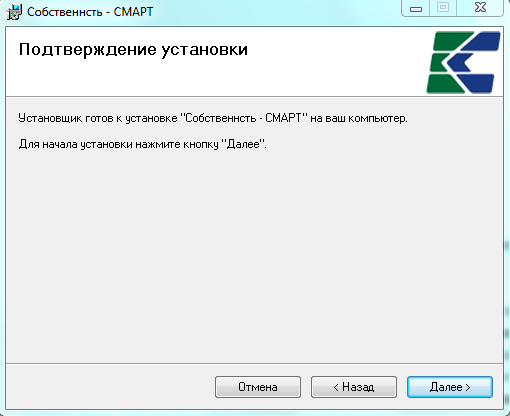 Собственнсть - СМАРТ
Подтверждение установки
Установщик готов к установке "Собственнсть - СМАРТ" на ваш компьютер.
Для начала установки нажмите кнопку "Далее".
Отмена
< Назад
Далее >